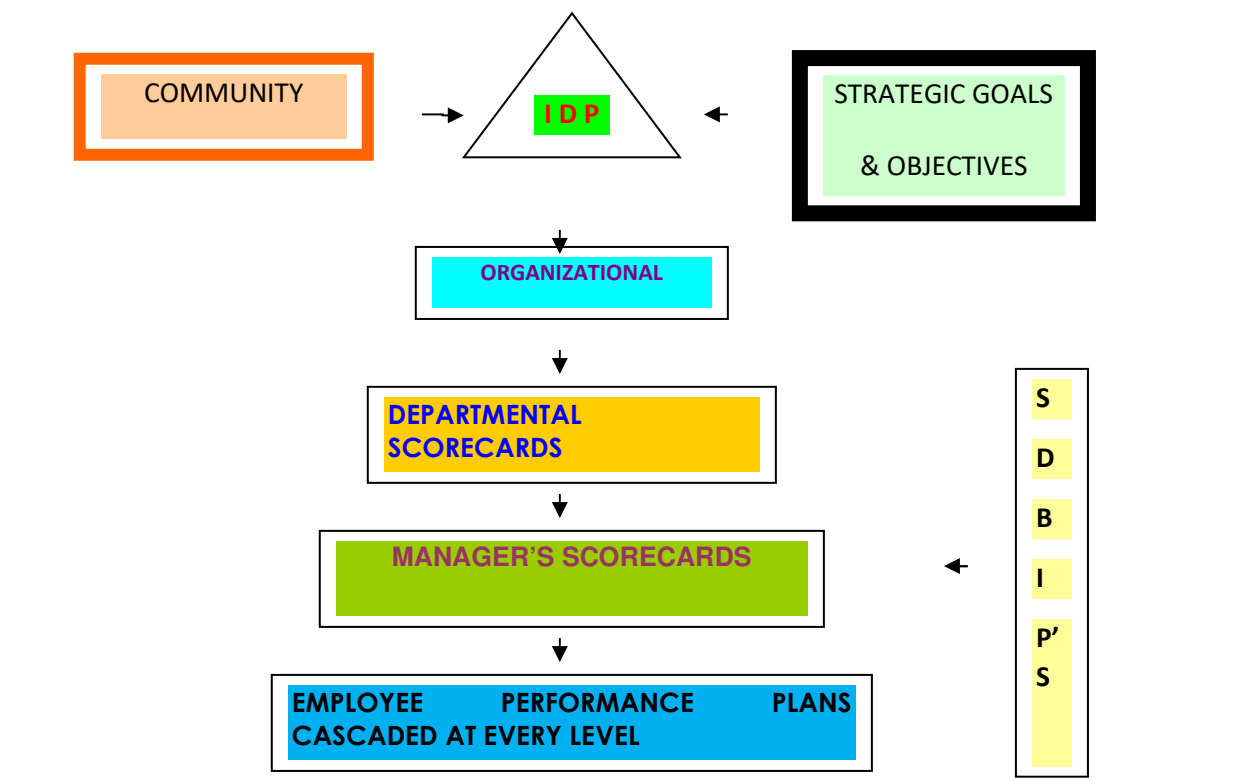 COMMUNITY
I D P
STRATEGIC GOALS
& OBJECTIVES
ORGANIZATIONAL
DEPARTMENTAL
SCORECARDS
MANAGER'S SCORECARDS
EMPLOYEE PERFORMANCE PLANS
CASCADED AT EVERY LEVEL
S
D
B
I
P’
S